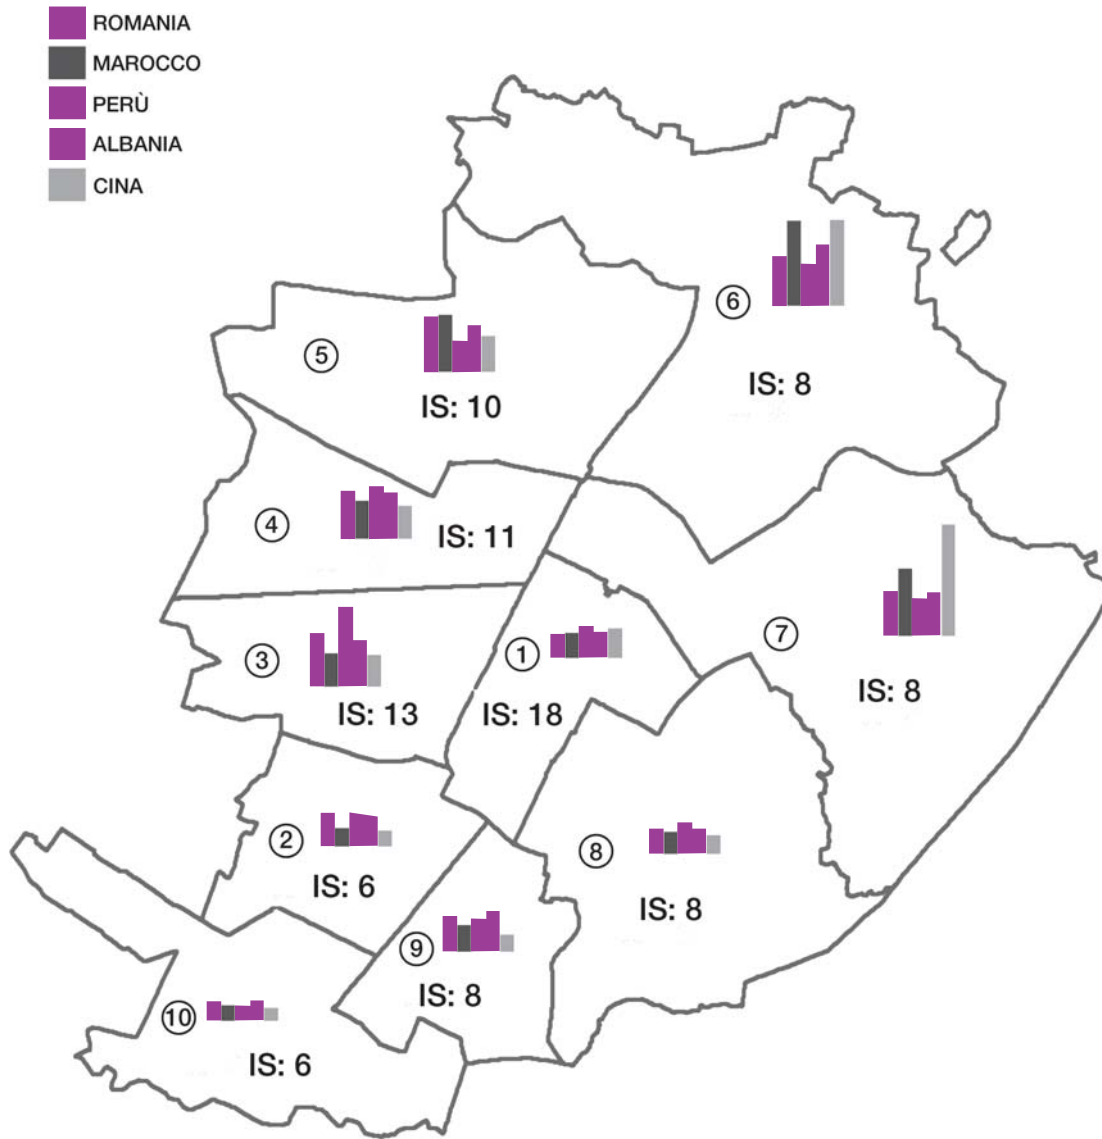 ROMANIA
MAROCCO
PERÙ
ALBANIA
CINA
6
IS: 8
5
IS: 10
4
IS: 11
3
IS: 13
1
IS: 18
7
IS: 8
2
IS: 6
8
IS: 8
9
IS: 8
10
IS: 6